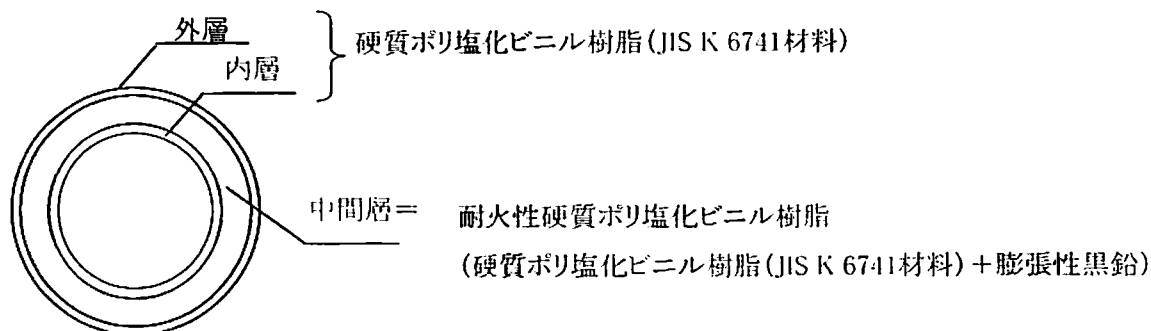 外層
内層
硬質ポリ塩化ビニル樹脂(JIS K 6741材料)
中間層＝
耐火性硬質ポリ塩化ビニル樹脂
(硬質ポリ塩化ビニル樹脂(JIS K 6741材料)＋膨張性黒鉛)